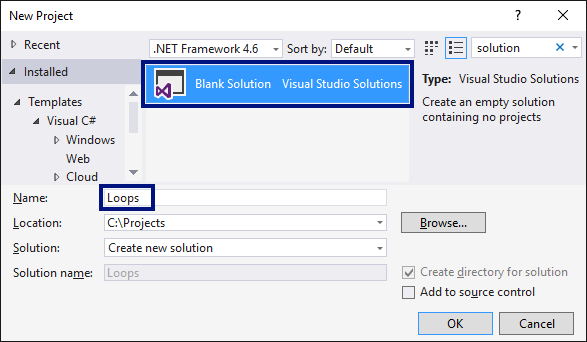 New Project
Recent
.NET Framework 4.6 Sort by: Default solution
Installed
Blank Solution Visual Studio Solutions
Type: Visual Studio Solutions
Create an empty solution
containing no projects
Templates
Visual C#
Windows
Web
Cloud
Name: Loops
Location: C:\Projects Browse...
Solution: Create new solution
Solution name: Loops
Create directory for solution
Add to source control
OK Cancel